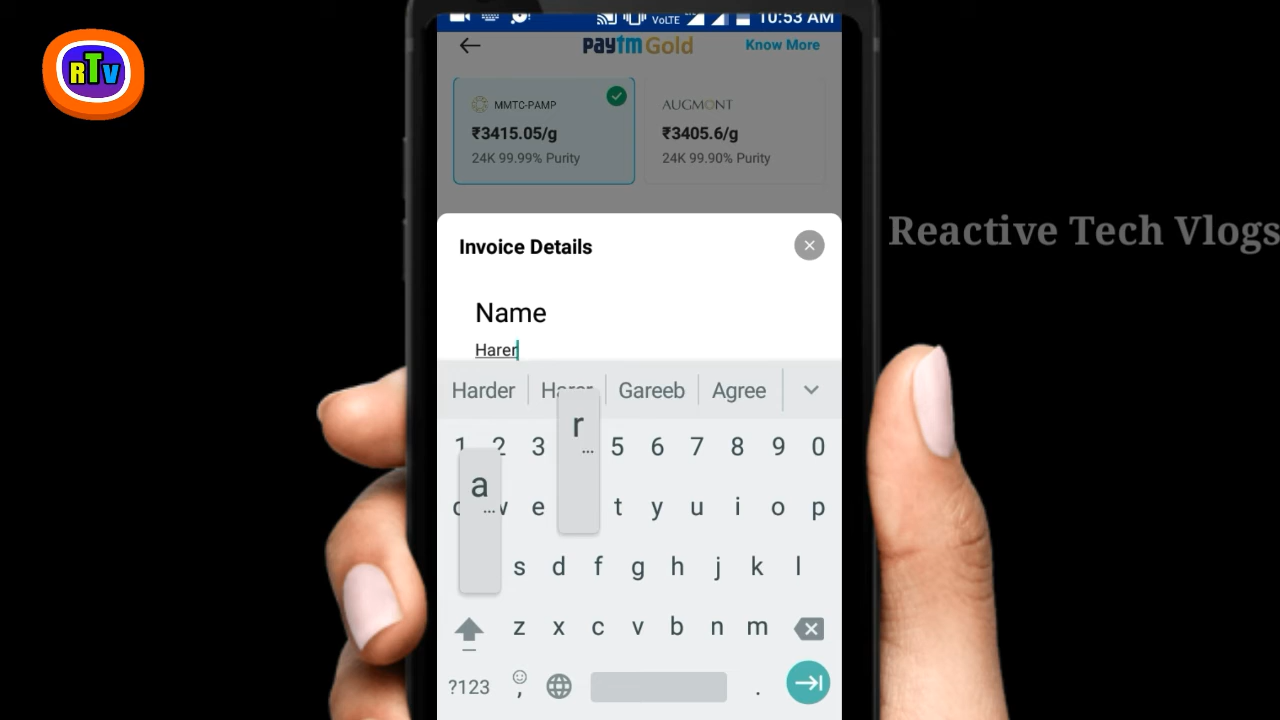 VoLTE 10:53 AM
RTV
paytm Gold Know More
MMTC-PAMP AUGMONT
₹3415.05/g ₹3405.6/g
24K 99.99% Purity 24K 99.90% Purity
Reactive Tech Vlogs
Invoice Details
Name
Harer
Harder Harer Gareeb Agree
1 2 3 5 6 7 8 9 0
r
a
e t y u i o p
s d f g h j k l
z x c v b n m
?123 , .